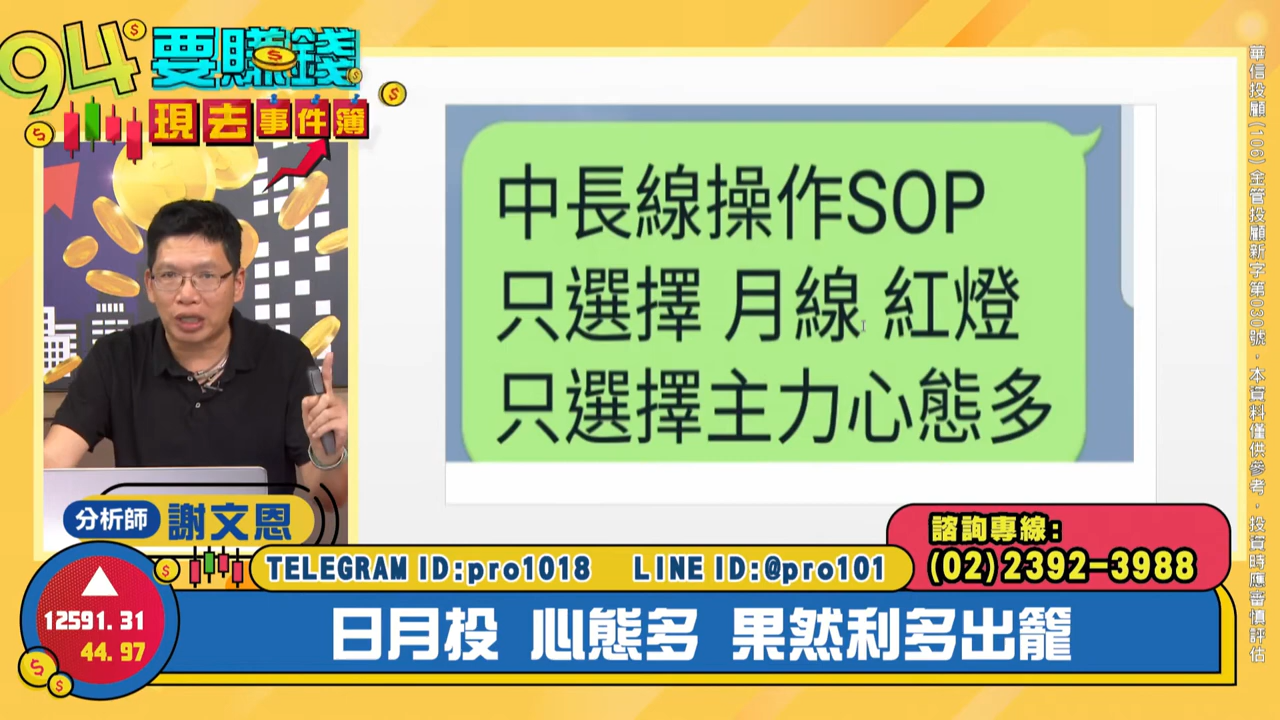 94要賺錢
現去事件簿
中長線操作SOP
只選擇 月線 紅燈
只選擇主力心態多
華信投顧(106)金管投顧新字第030號，本資料僅供參考，投資時應審慎評估
分析師 謝文恩
諮詢專線:
(02)2392-3988
TELEGRAM ID:pro1018 LINE ID:@pro101
12591.31
44.97
日月投 心態多 果然利多出籠